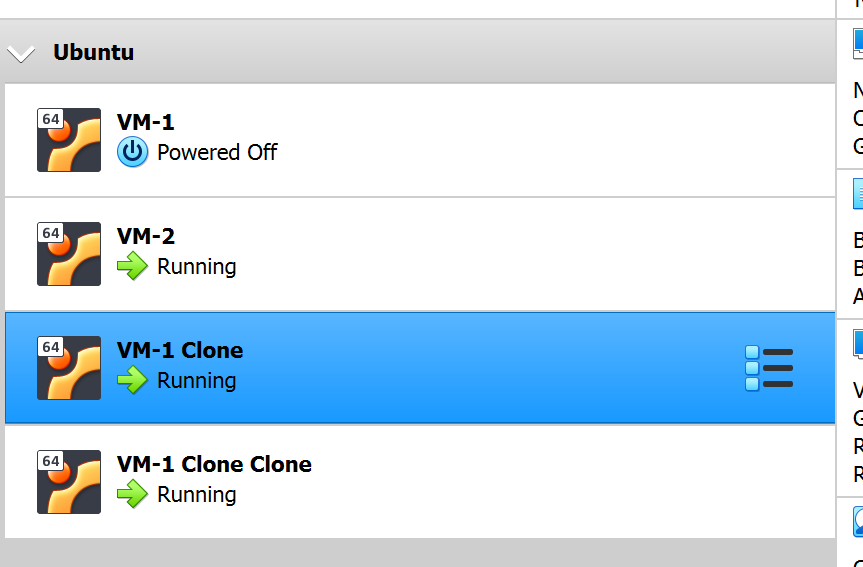 Ubuntu
64
VM-1
Powered Off
64
VM-2
Running
64
VM-1 Clone
Running
64
VM-1 Clone Clone
Running